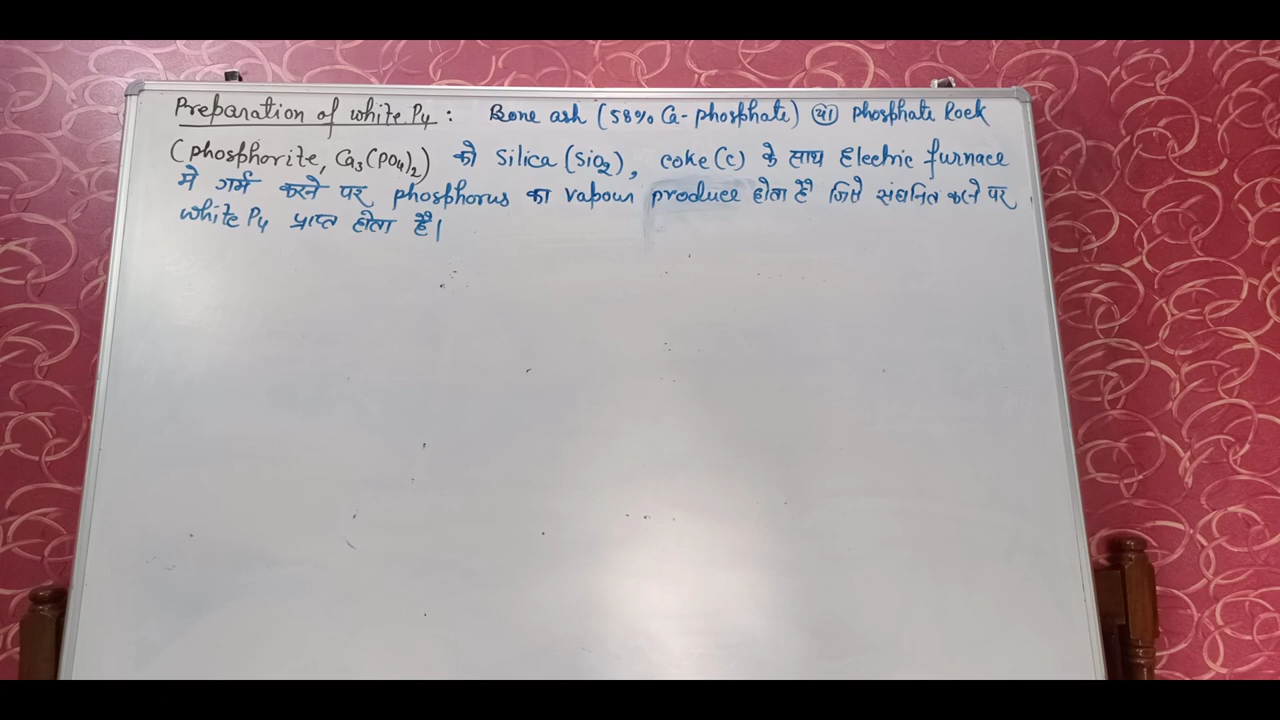 Preparation of white P₄ : Bone ash (58% Ca-phosphate) या Phosphate Rock
(phosphorite, Ca₃(PO₄)₂) को Silica (SiO₂), coke (C) के साथ Electric furnace
मे गर्म करने पर phosphorus का vapour produce होता है जिसे संघनित करने पर
white P₄ प्राप्त होता है।